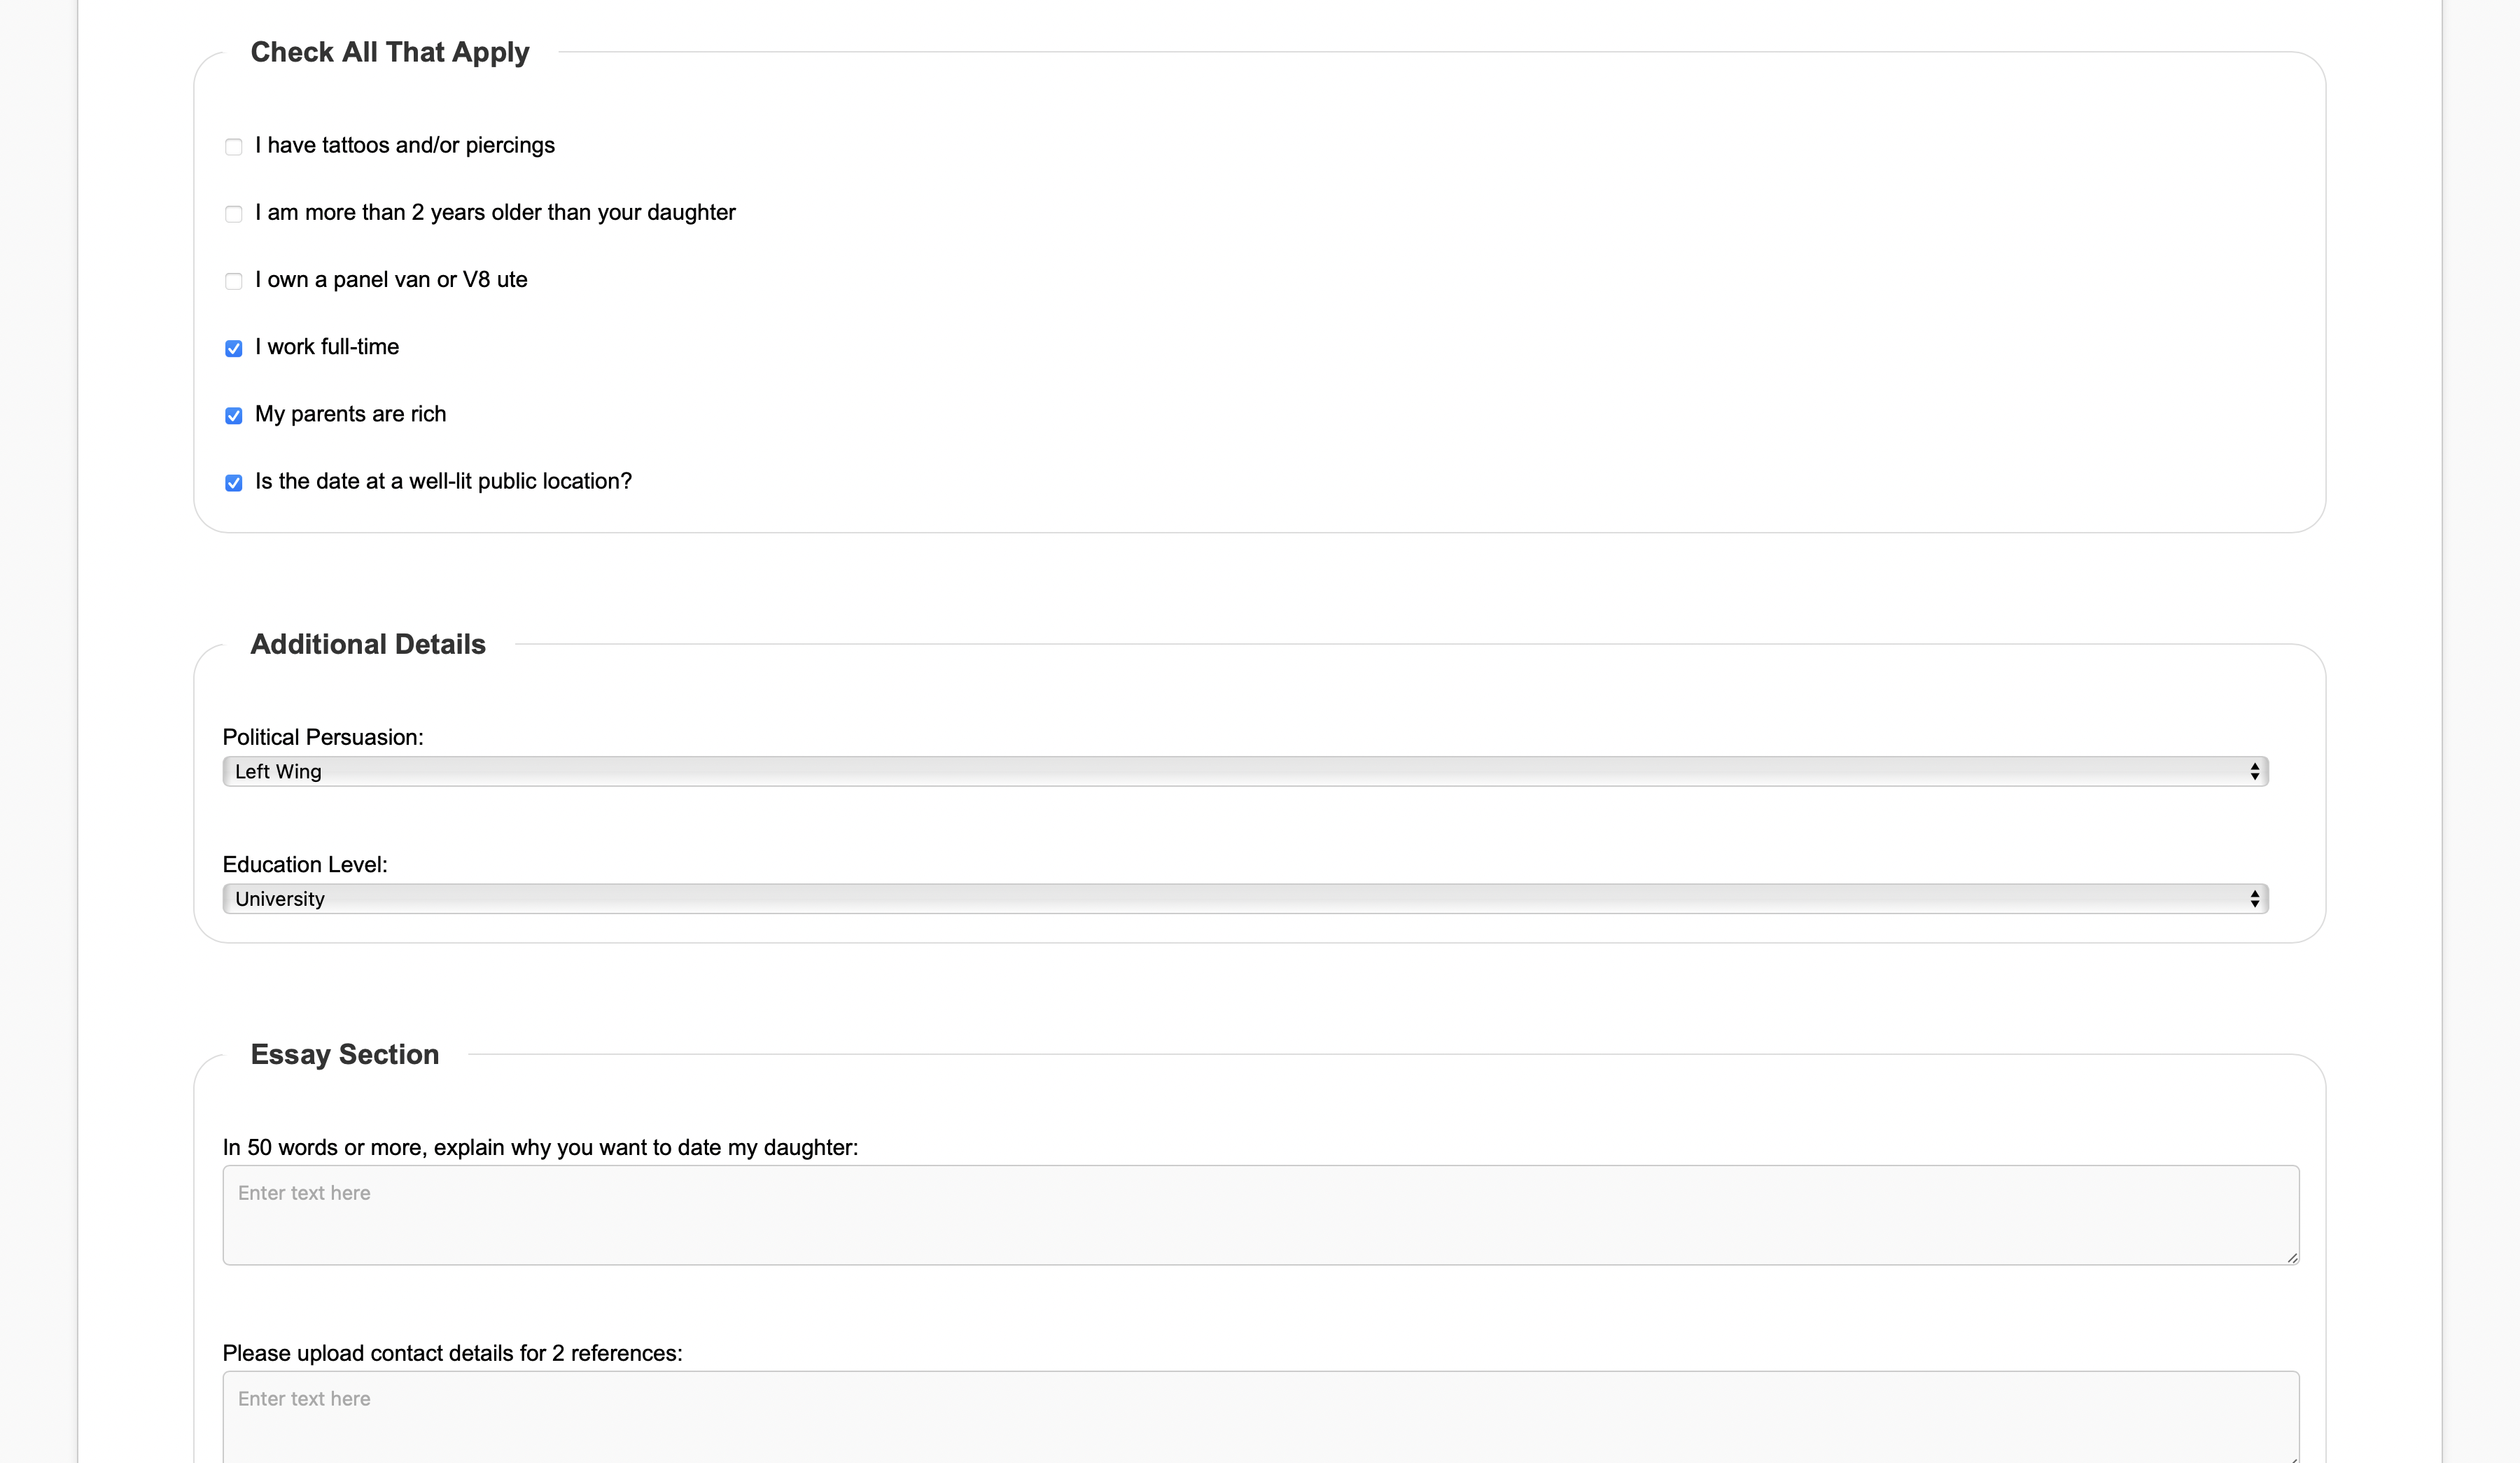 Check All That Apply
I have tattoos and/or piercings
I am more than 2 years older than your daughter
I own a panel van or V8 ute
I work full-time
My parents are rich
Is the date at a well-lit public location?
Additional Details
Political Persuasion:
Left Wing
Education Level:
University
Essay Section
In 50 words or more, explain why you want to date my daughter:
Enter text here
Please upload contact details for 2 references:
Enter text here